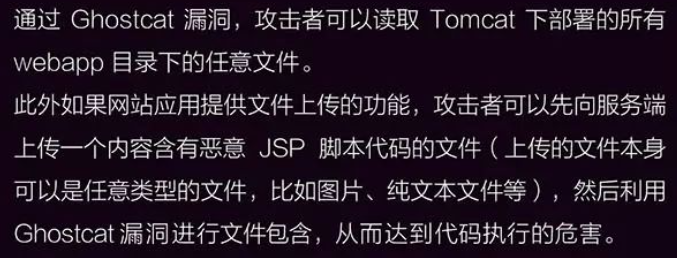 通过 Ghostcat 漏洞，攻击者可以读取 Tomcat 下部署的所有
webapp 目录下的任意文件。
此外如果网站应用提供文件上传的功能，攻击者可以先向服务端
上传一个内容含有恶意 JSP 脚本代码的文件（上传的文件本身
可以是任意类型的文件，比如图片、纯文本文件等），然后利用
Ghostcat 漏洞进行文件包含，从而达到代码执行的危害。